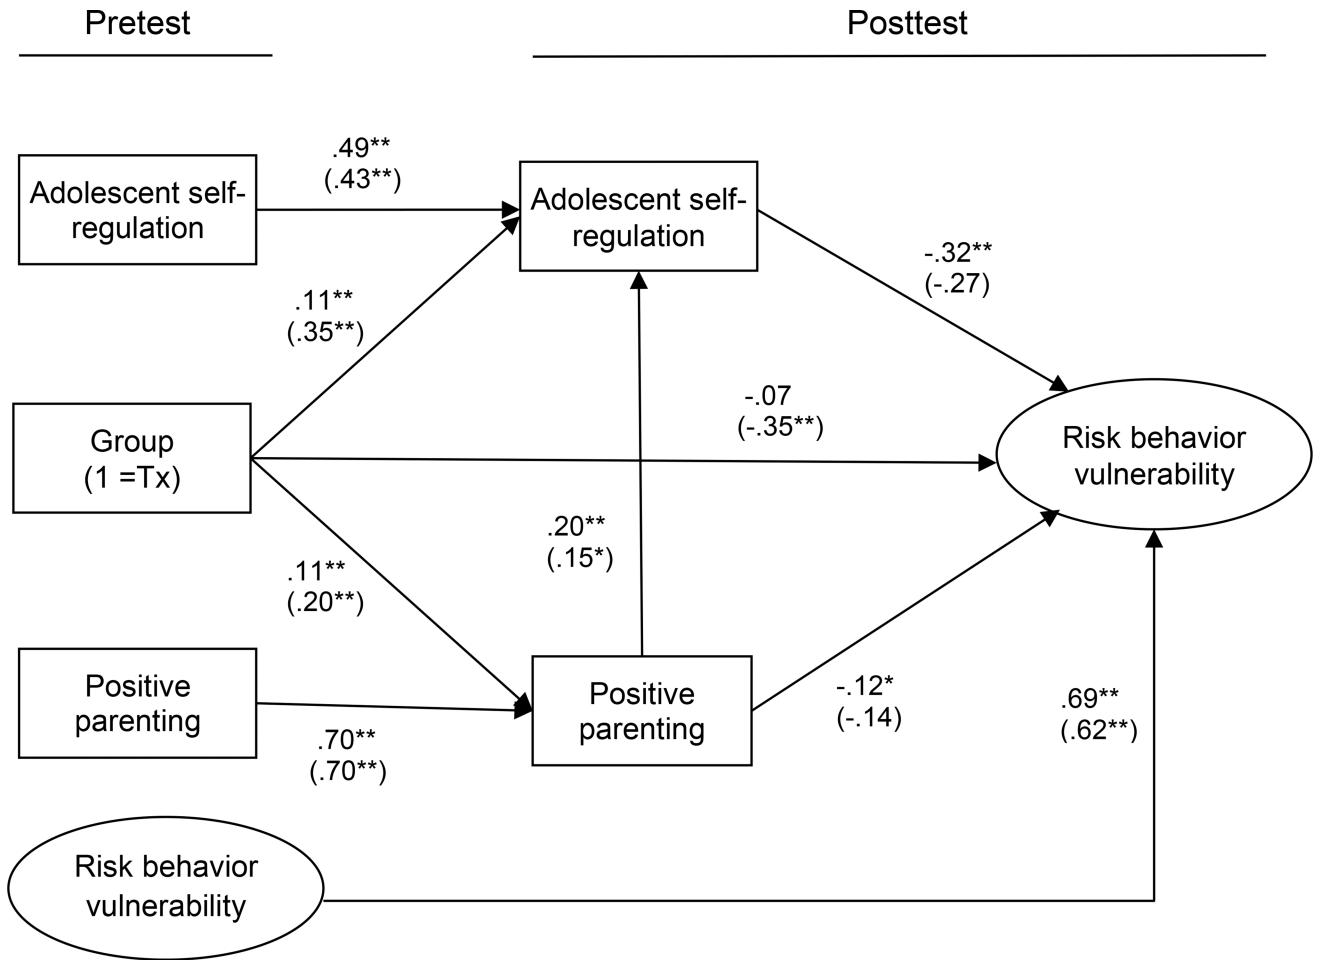 Pretest
Posttest
.49**
(.43**)
Adolescent self-
regulation
Adolescent self-
regulation
-.32**
(-.27)
.11**
(.35**)
-.07
(-.35**)
Group
(1 =Tx)
Risk behavior
vulnerability
.20**
(.15*)
.11**
(.20**)
Positive
parenting
Positive
parenting
-.12*
(-.14)
.69**
(.62**)
.70**
(.70**)
Risk behavior
vulnerability